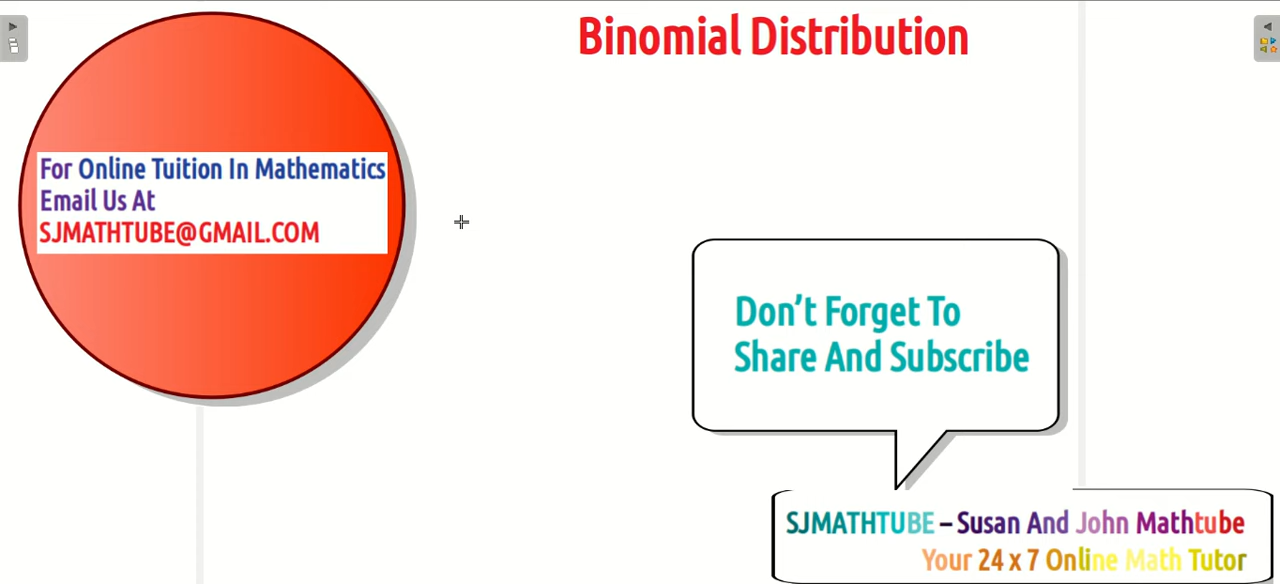 Binomial Distribution
For Online Tuition In Mathematics
Email Us At
SJMATHTUBE@GMAIL.COM
Don’t Forget To
Share And Subscribe
SJMATHTUBE – Susan And John Mathtube
Your 24 x 7 Online Math Tutor